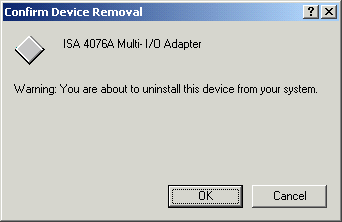 Confirm Device Removal
ISA 4076A Multi- I/O Adapter
Warning: You are about to uninstall this device from your system.
OK
Cancel